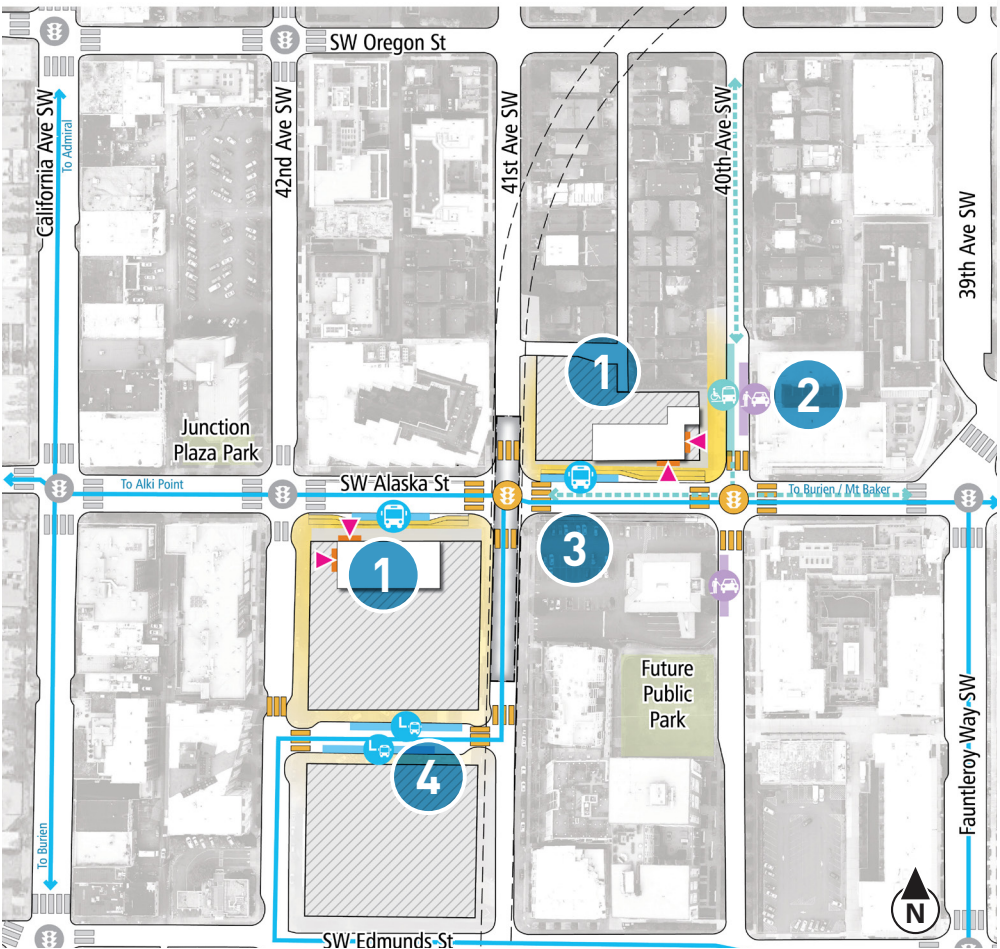 SW Oregon St
California Ave SW
To Admiral
42nd Ave SW
41st Ave SW
40th Ave SW
39th Ave SW
1
2
Junction
Plaza Park
To Alki Point
SW Alaska St
To Burien / Mt Baker
1
3
Future
Public
Park
L
L
4
Fauntleroy Way SW
To Burien
N
SW Edmunds St